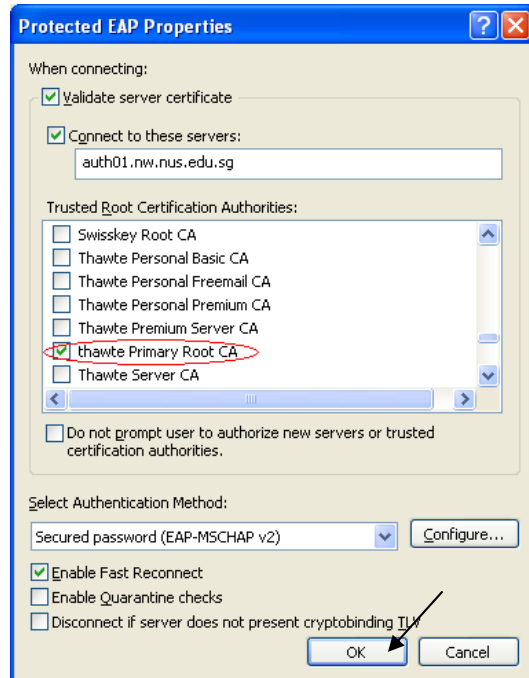 Protected EAP Properties
When connecting:
Validate server certificate
Connect to these servers:
auth01.nw.nus.edu.sg
Trusted Root Certification Authorities:
Swisskey Root CA
Thawte Personal Basic CA
Thawte Personal Freemail CA
Thawte Personal Premium CA
Thawte Premium Server CA
thawte Primary Root CA
Thawte Server CA
Do not prompt user to authorize new servers or trusted
certification authorities.
Select Authentication Method:
Secured password (EAP-MSCHAP v2)
Configure...
Enable Fast Reconnect
Enable Quarantine checks
Disconnect if server does not present cryptobinding TLV
OK
Cancel